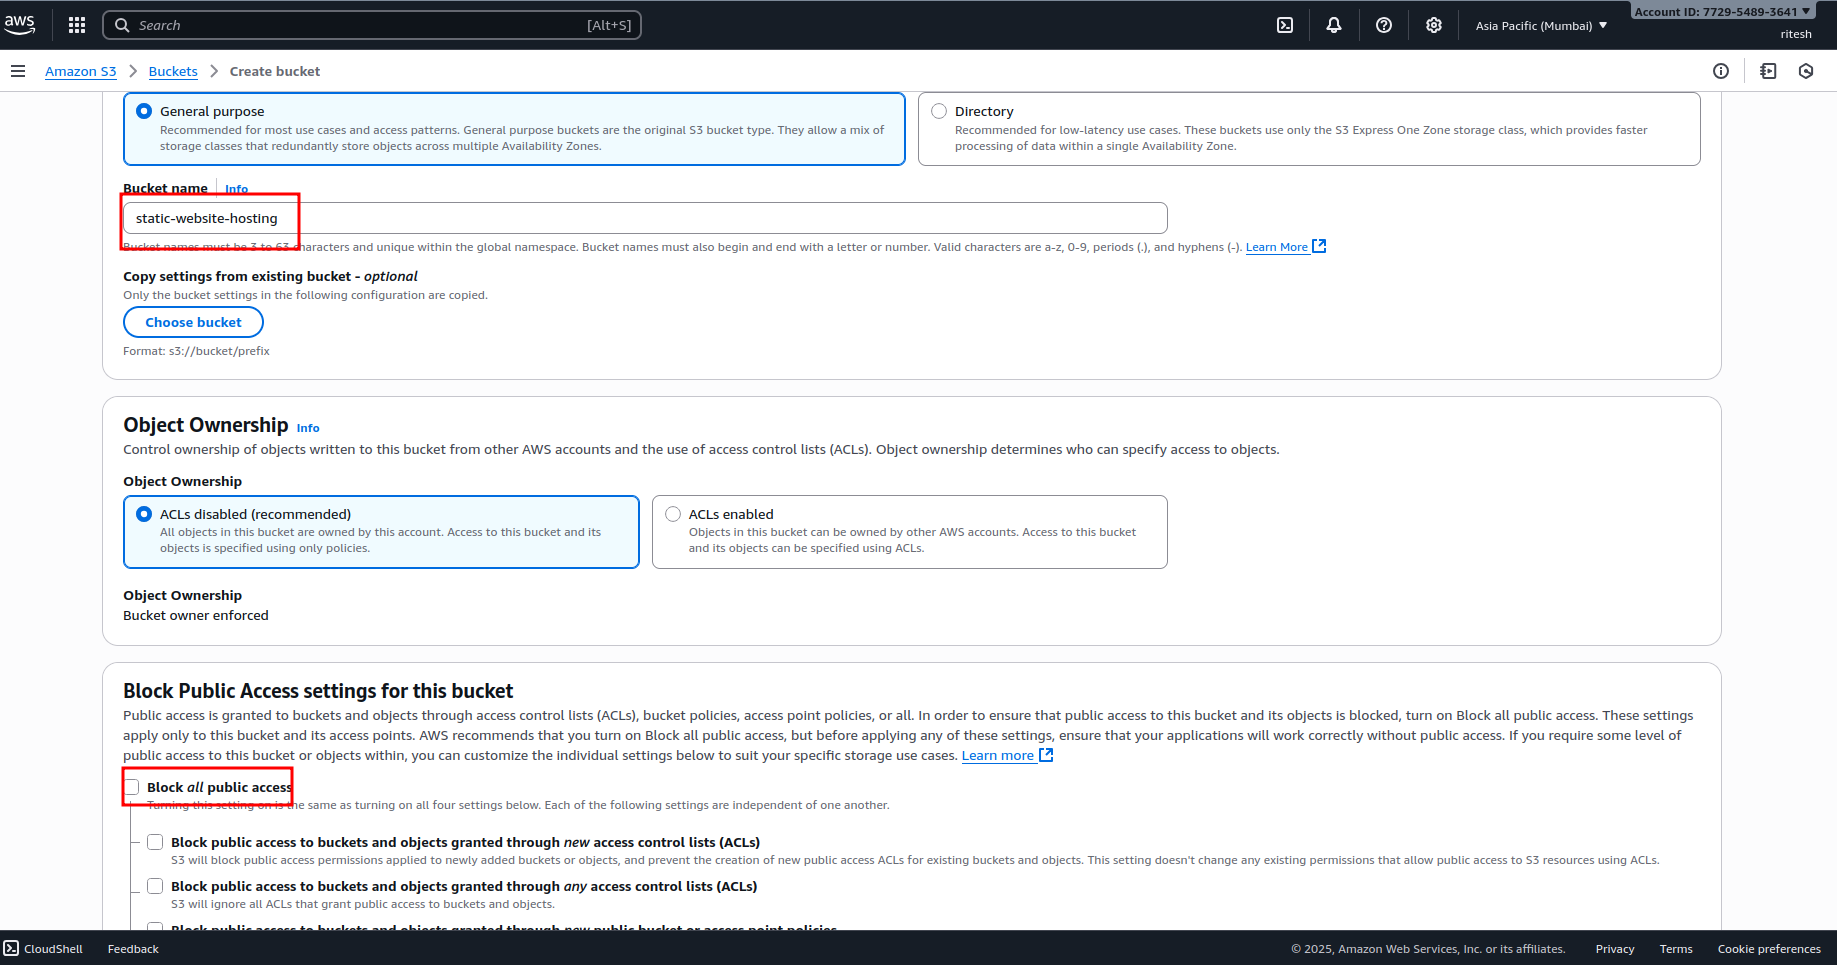 aws
Search [Alt+S]
Asia Pacific (Mumbai)
Account ID: 7729-5489-3641
ritesh
Amazon S3 > Buckets > Create bucket
General purpose
Recommended for most use cases and access patterns. General purpose buckets are the original S3 bucket type. They allow a mix of
storage classes that redundantly store objects across multiple Availability Zones.
Directory
Recommended for low-latency use cases. These buckets use only the S3 Express One Zone storage class, which provides faster
processing of data within a single Availability Zone.
Bucket name Info
static-website-hosting
Bucket names must be 3 to 63 characters and unique within the global namespace. Bucket names must also begin and end with a letter or number. Valid characters are a-z, 0-9, periods (.), and hyphens (-). Learn More
Copy settings from existing bucket - optional
Only the bucket settings in the following configuration are copied.
Choose bucket
Format: s3://bucket/prefix
Object Ownership Info
Control ownership of objects written to this bucket from other AWS accounts and the use of access control lists (ACLs). Object ownership determines who can specify access to objects.
Object Ownership
ACLs disabled (recommended)
All objects in this bucket are owned by this account. Access to this bucket and its
objects is specified using only policies.
ACLs enabled
Objects in this bucket can be owned by other AWS accounts. Access to this bucket
and its objects can be specified using ACLs.
Object Ownership
Bucket owner enforced
Block Public Access settings for this bucket
Public access is granted to buckets and objects through access control lists (ACLs), bucket policies, access point policies, or all. In order to ensure that public access to this bucket and its objects is blocked, turn on Block all public access. These settings
apply only to this bucket and its access points. AWS recommends that you turn on Block all public access, but before applying any of these settings, ensure that your applications will work correctly without public access. If you require some level of
public access to this bucket or objects within, you can customize the individual settings below to suit your specific storage use cases. Learn more
Block all public access
Turning this setting on is the same as turning on all four settings below. Each of the following settings are independent of one another.
Block public access to buckets and objects granted through new access control lists (ACLs)
S3 will block public access permissions applied to newly added buckets or objects, and prevent the creation of new public access ACLs for existing buckets and objects. This setting doesn't change any existing permissions that allow public access to S3 resources using ACLs.
Block public access to buckets and objects granted through any access control lists (ACLs)
S3 will ignore all ACLs that grant public access to buckets and objects.
Block public access to buckets and objects granted through new public bucket or access point policies
CloudShell Feedback
© 2025, Amazon Web Services, Inc. or its affiliates. Privacy Terms Cookie preferences